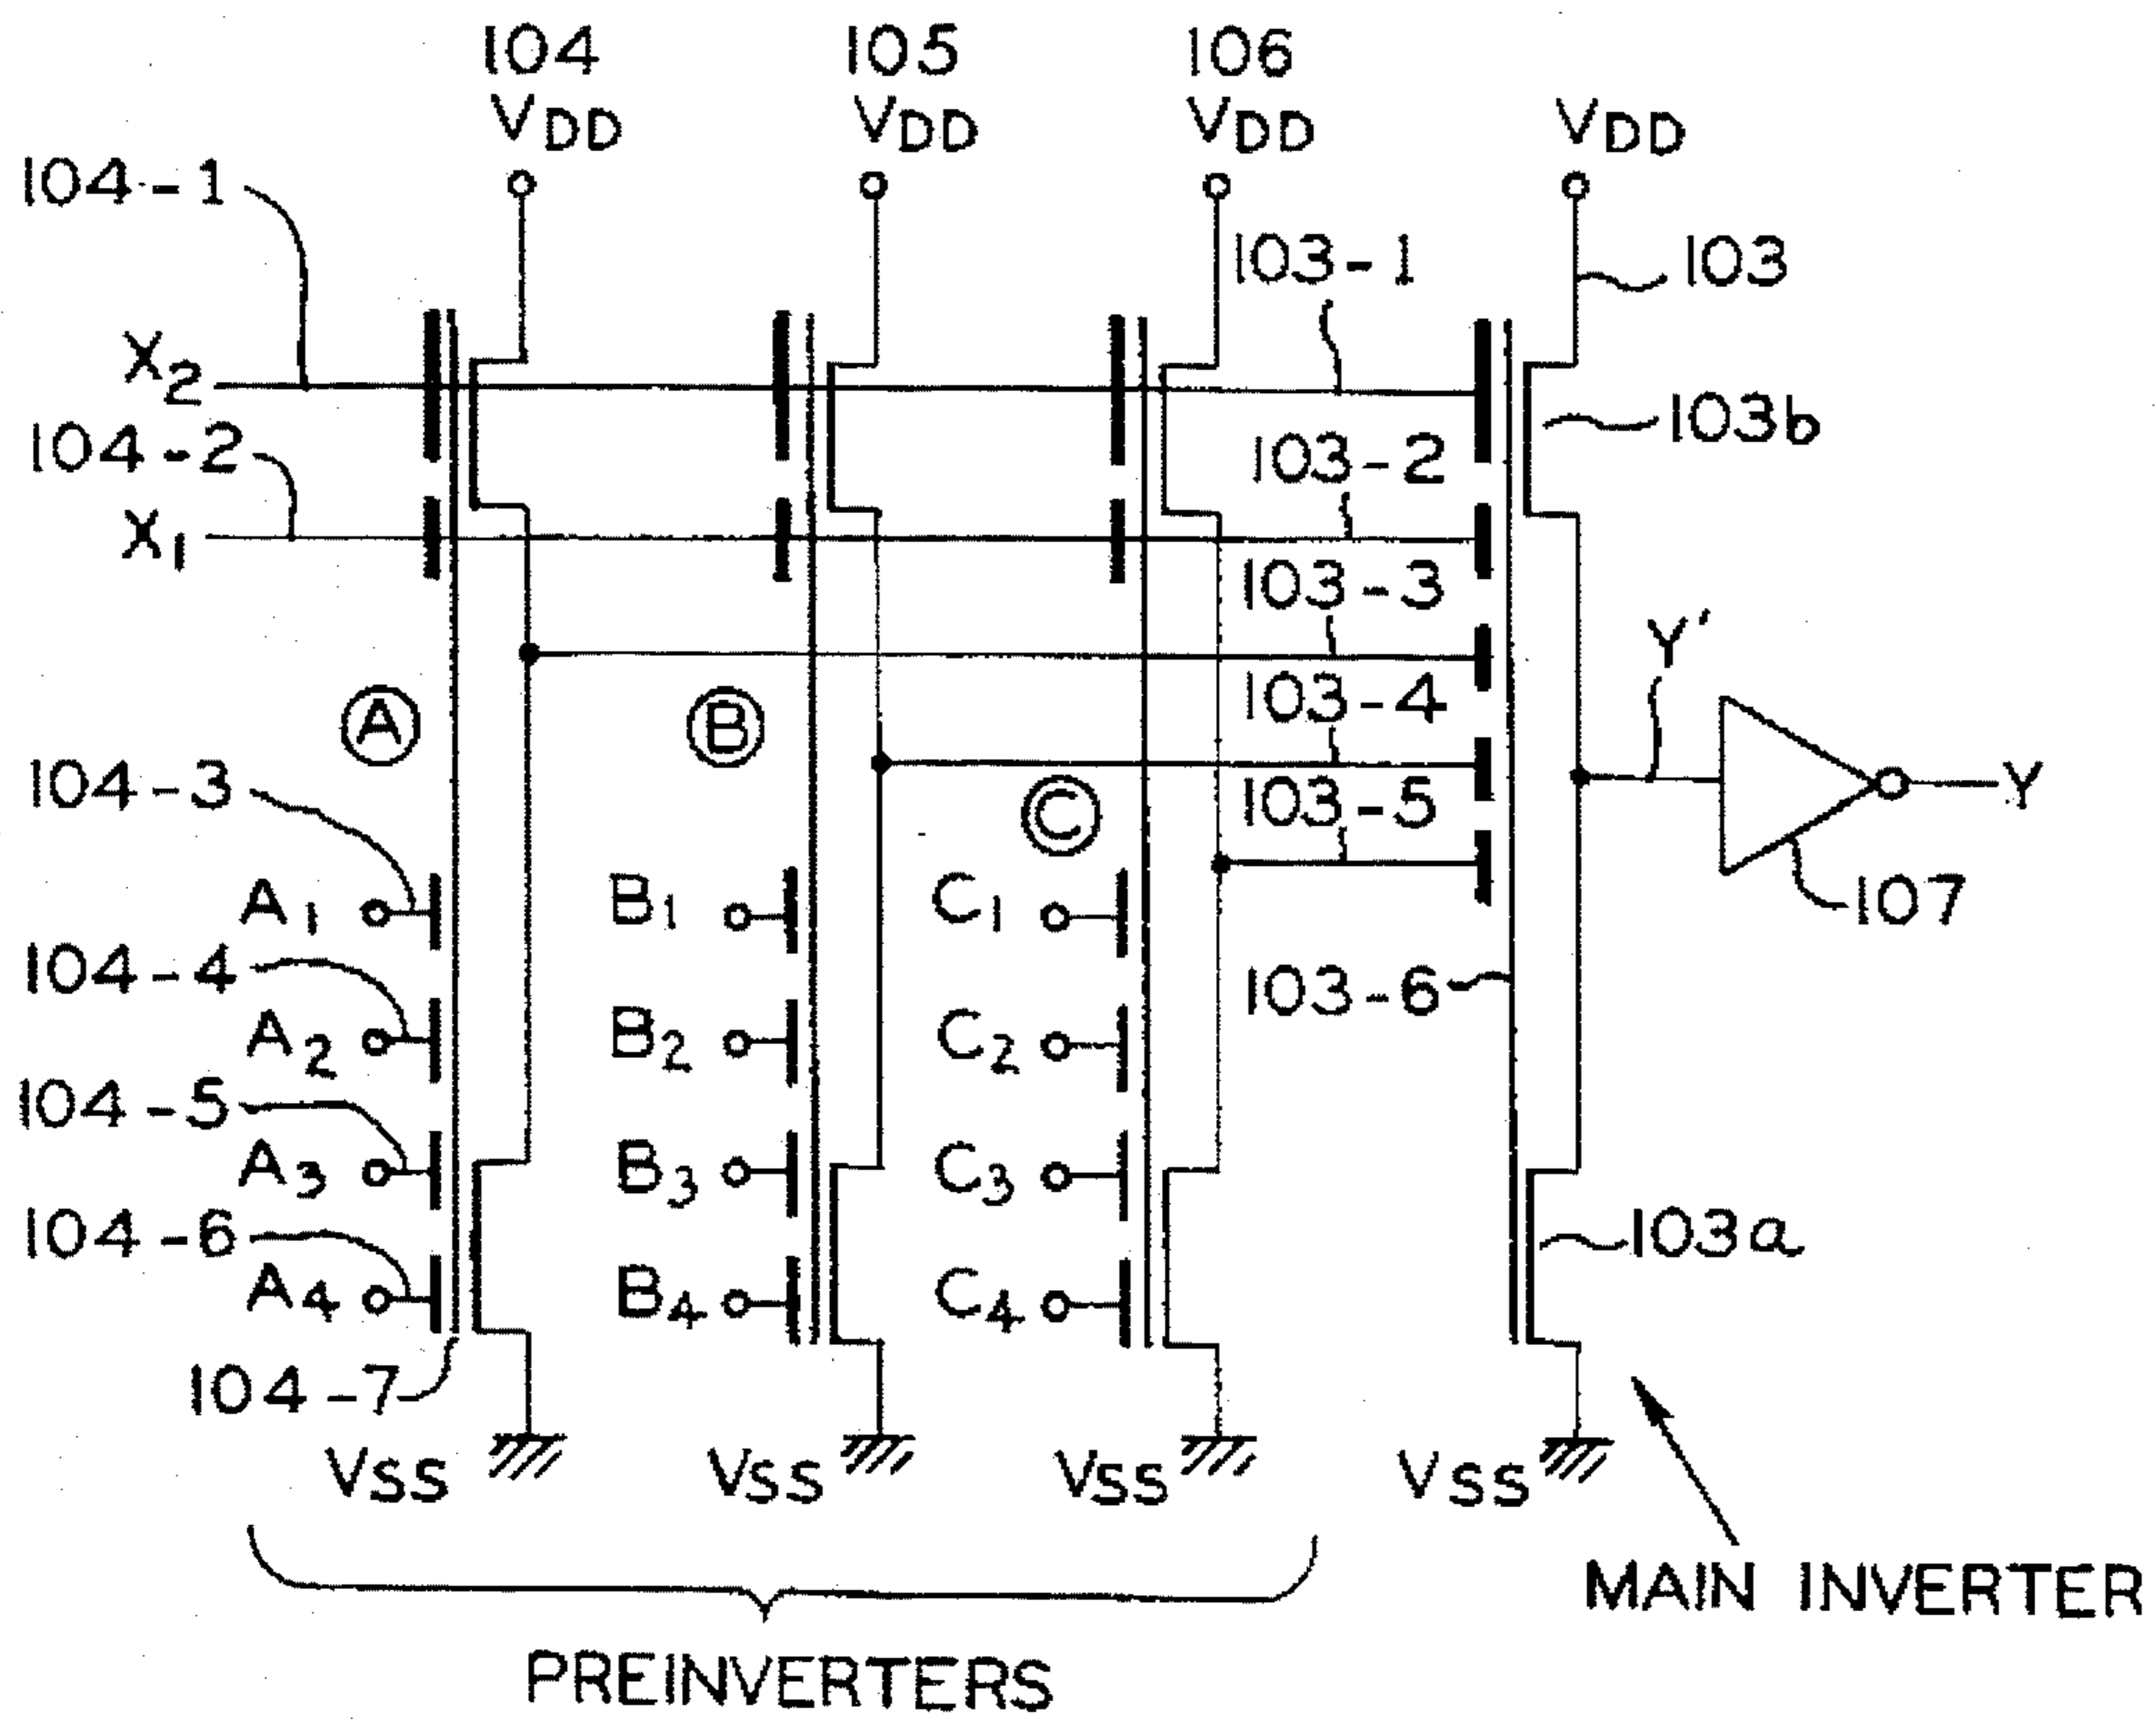 104 105 106
VDD VDD VDD VDD
104-1
103-1 103
X2
103b
104-2 103-2
X1
103-3
Y'
103-4
A B
104-3 103-5 Y
C
A1 B1 C1 107
104-4 103-6
A2 B2 C2
104-5
A3 B3 C3
104-6 103a
A4 B4 C4
104-7
VSS VSS VSS VSS
MAIN INVERTER
PREINVERTERS